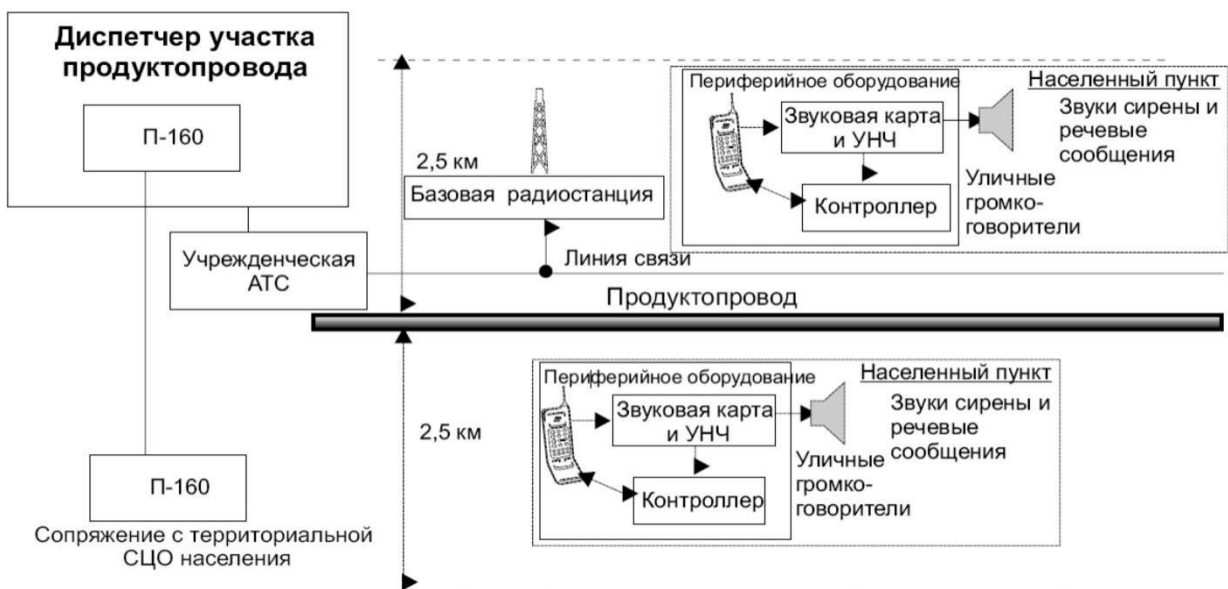 Диспетчер участка
продуктопровода
П-160
Учрежденческая
АТС
П-160
Сопряжение с территориальной
СЦО населения
2,5 км
Базовая радиостанция
Линия связи
Продуктопровод
2,5 км
Периферийное оборудование
Звуковая карта
и УНЧ
Контроллер
Населенный пункт
Звуки сирены и
речевые
сообщения
Уличные
громко-
говорители
Периферийное оборудование
Звуковая карта
и УНЧ
Контроллер
Населенный пункт
Звуки сирены и
речевые
сообщения
Уличные
громко-
говорители